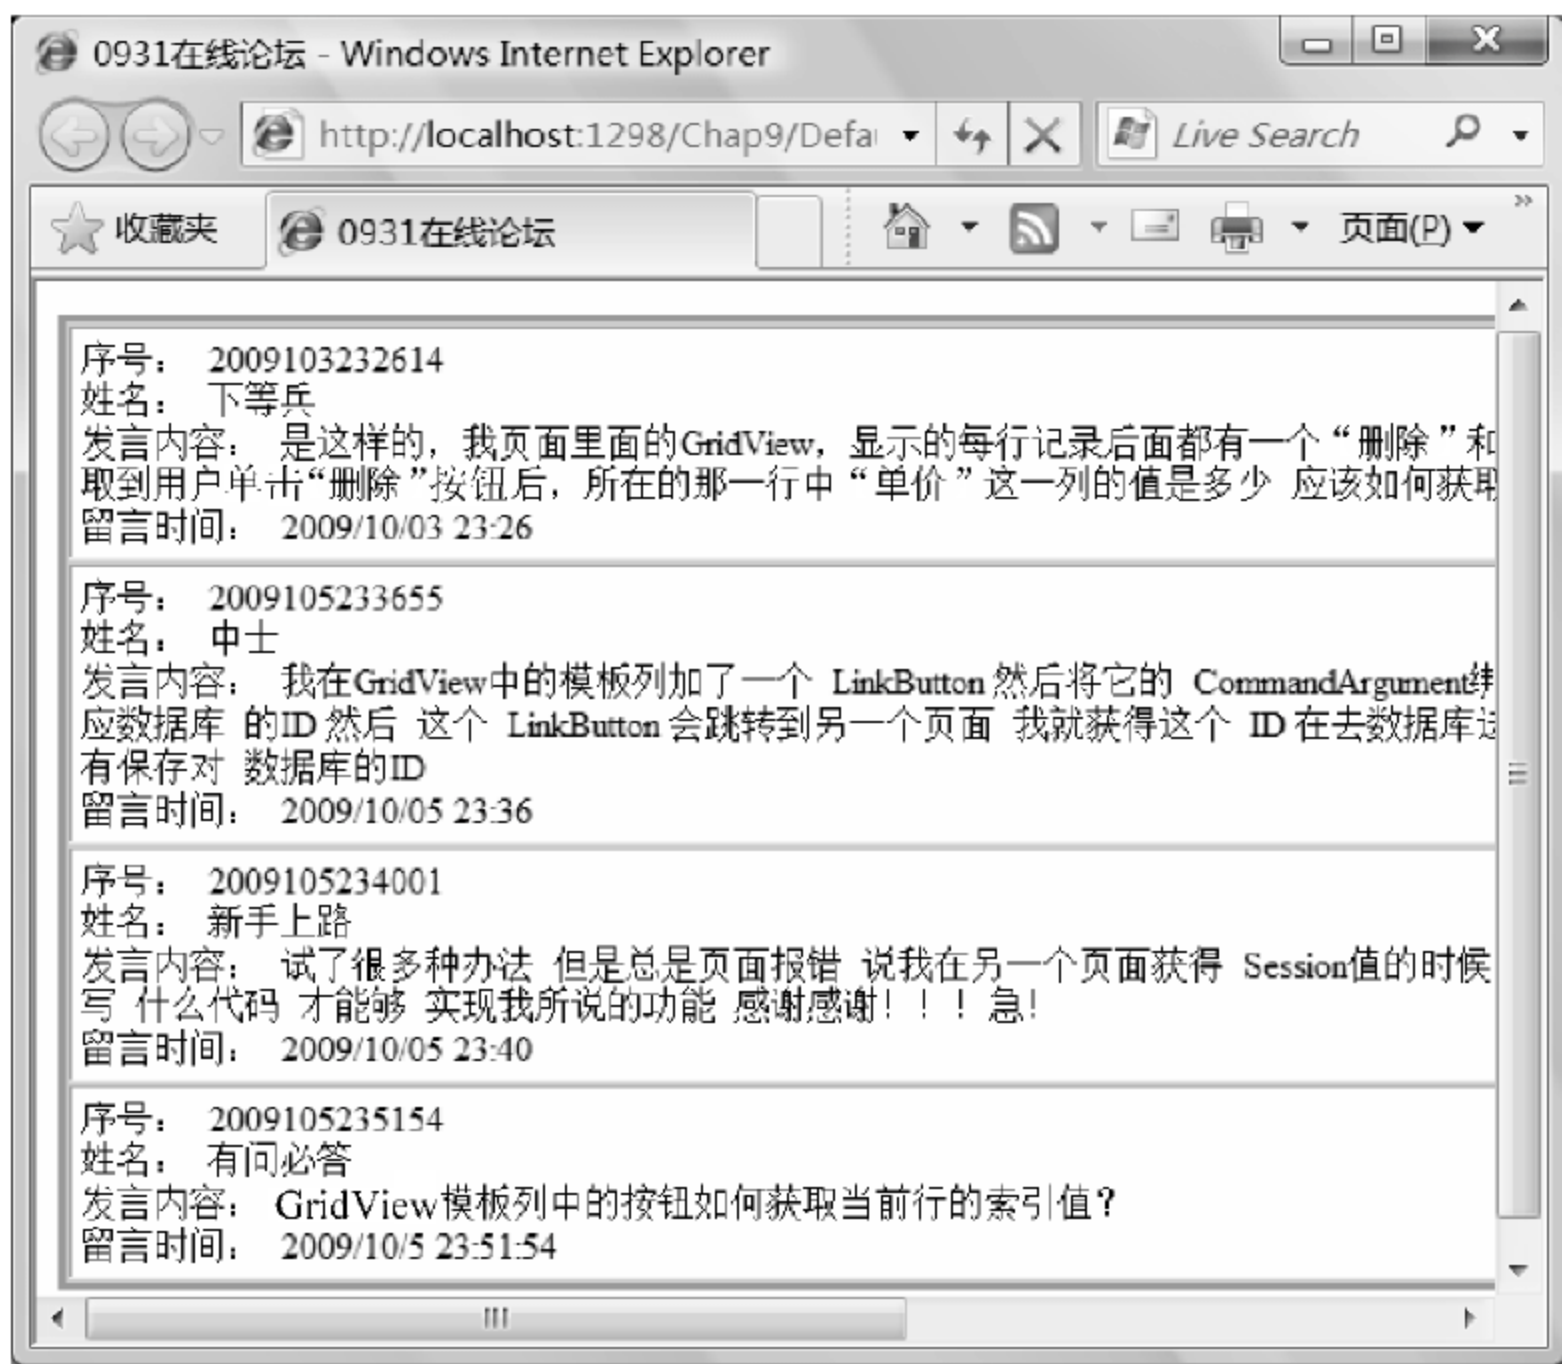 0931在线论坛 - Windows Internet Explorer
http://localhost:1298/Chap9/Defau
Live Search
收藏夹
0931在线论坛
页面(P)
序号： 2009103232614
姓名： 下等兵
发言内容： 是这样的，我页面里面的GridView，显示的每行记录后面都有一个“删除”和
取到用户单击“删除”按钮后，所在的那一行中“单价”这一列的值是多少 应该如何获取
留言时间： 2009/10/03 23:26
序号： 2009105233655
姓名： 中士
发言内容： 我在GridView中的模板列加了一个 LinkButton 然后将它的 CommandArgument绑
应数据库 的ID 然后 这个 LinkButton 会跳转到另一个页面 我就获得这个 ID 在去数据库
有保存对 数据库的ID
留言时间： 2009/10/05 23:36
序号： 2009105234001
姓名： 新手上路
发言内容： 试了很多种办法 但是总是页面报错 说我在另一个页面获得 Session值的时候
写 什么代码 才能够 实现我所说的功能 感谢感谢！！！急！
留言时间： 2009/10/05 23:40
序号： 2009105235154
姓名： 有问必答
发言内容： GridView模板列中的按钮如何获取当前行的索引值？
留言时间： 2009/10/5 23:51:54